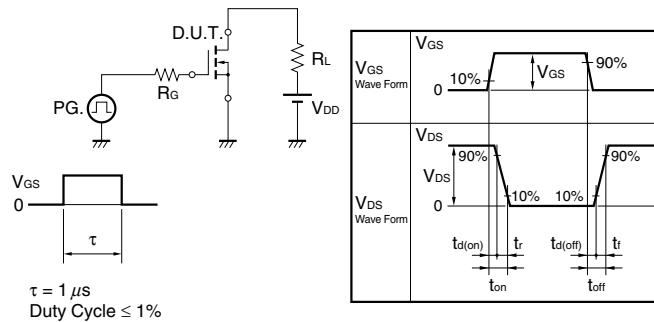 D.U.T.
RL
RG
PG.
VDD
VGS
0
τ
τ = 1 μs
Duty Cycle ≤ 1%
VGS
Wave Form
VGS
10%
0
VGS
90%
VDS
Wave Form
VDS
90%
VDS
0
10%
10%
90%
td(on) tr td(off) tf
ton toff